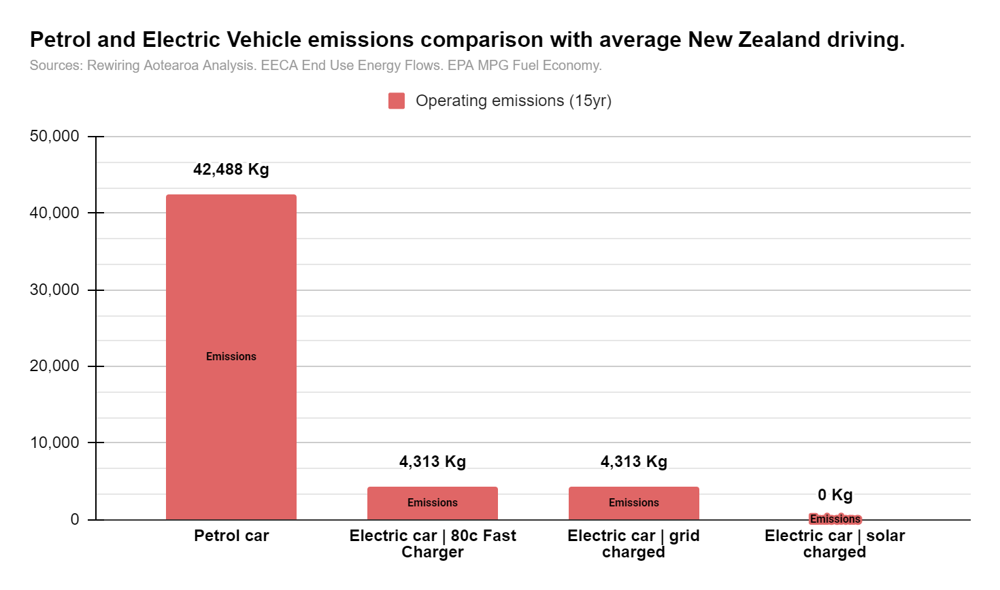 Petrol and Electric Vehicle emissions comparison with average New Zealand driving.
Sources: Rewiring Aotearoa Analysis. EECA End Use Energy Flows. EPA MPG Fuel Economy.
Operating emissions (15yr)
50,000
40,000
30,000
20,000
10,000
0
42,488 Kg
4,313 Kg
4,313 Kg
0 Kg
Emissions
Emissions
Emissions
Emissions
Petrol car
Electric car | 80c Fast
Charger
Electric car | grid
charged
Electric car | solar
charged